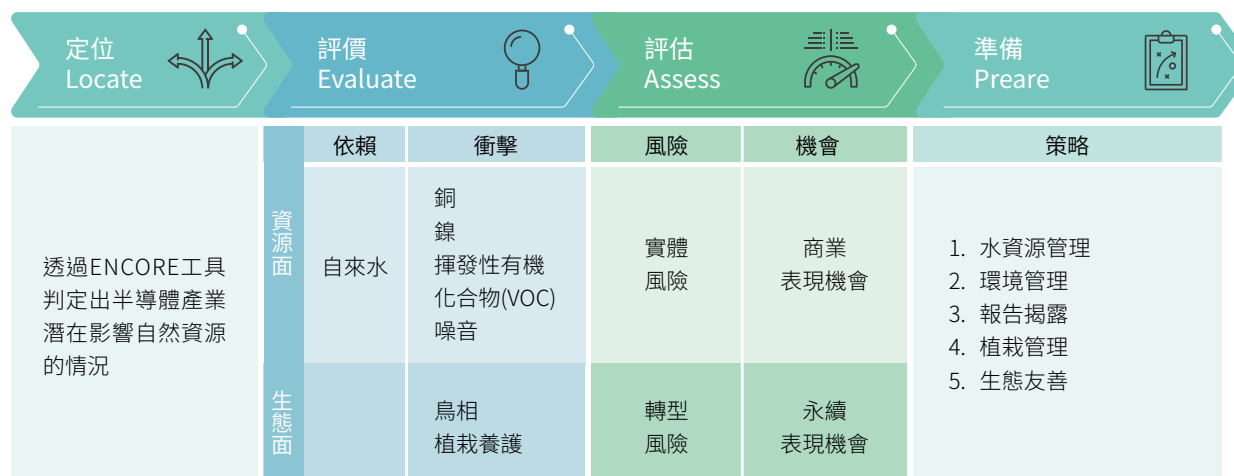 定位
Locate
評價
Evaluate
評估
Assess
準備
Preare
依賴
衝擊
風險
機會
策略
透過ENCORE工具
判定出半導體產業
潛在影響自然資源
的情況
資源面
自來水
銅
鎳
揮發性有機
化合物(VOC)
噪音
實體
風險
商業
表現機會
生態面
鳥相
植栽養護
轉型
風險
永續
表現機會
1. 水資源管理
2. 環境管理
3. 報告揭露
4. 植栽管理
5. 生態友善